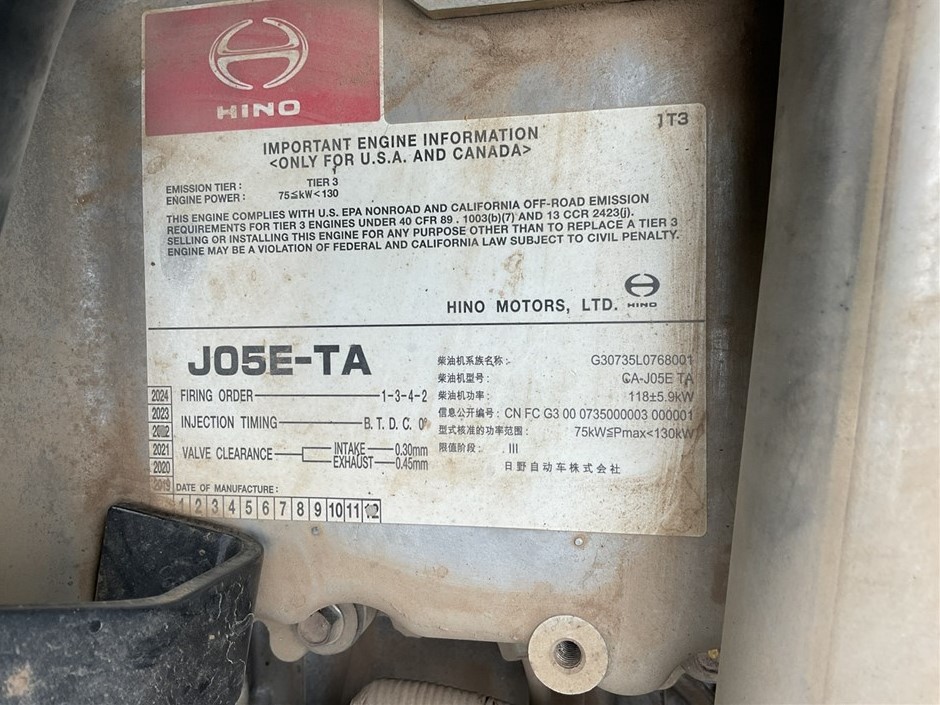 HINO
1T3
IMPORTANT ENGINE INFORMATION
<ONLY FOR U.S.A. AND CANADA>
EMISSION TIER : TIER 3
ENGINE POWER : 75≦kW<130
THIS ENGINE COMPLIES WITH U.S. EPA NONROAD AND CALIFORNIA OFF-ROAD EMISSION
REQUIREMENTS FOR TIER 3 ENGINES UNDER 40 CFR 89 . 1003(b)(7) AND 13 CCR 2423(j).
SELLING OR INSTALLING THIS ENGINE FOR ANY PURPOSE OTHER THAN TO REPLACE A TIER 3
ENGINE MAY BE A VIOLATION OF FEDERAL AND CALIFORNIA LAW SUBJECT TO CIVIL PENALTY.
HINO MOTORS, LTD. HINO
J05E-TA
FIRING ORDER 1-3-4-2
INJECTION TIMING B. T. D. C. 0°
VALVE CLEARANCE INTAKE 0.30mm
EXHAUST 0.45mm
2024
2023
2022
2021
2020
2019
DATE OF MANUFACTURE :
1 2 3 4 5 6 7 8 9 10 11 12
柴油机系族名称 : G30735L0768001
柴油机型号 : CA-J05E TA
柴油机功率 : 118±5.9kW
信息公开编号 : CN FC G3 00 0735000003 000001
型式核准的功率范围 : 75kW≦Pmax<130kW
限值阶段 : III
日野自动车株式会社